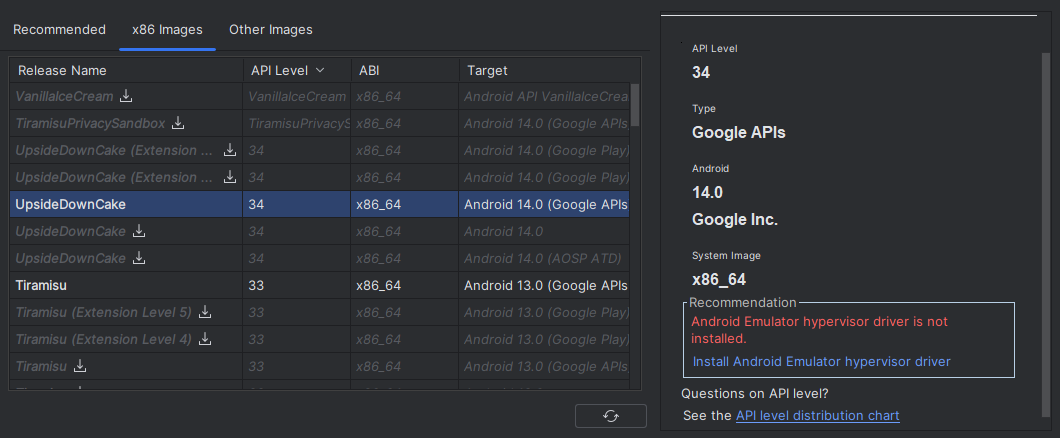 Recommended x86 Images Other Images
Release Name API Level ABI Target
VanillaIceCream VanillaIceCream x86_64 Android API VanillaIceCrea
TiramisuPrivacySandbox TiramisuPrivacyS x86_64 Android 14.0 (Google APIs
UpsideDownCake (Extension ... 34 x86_64 Android 14.0 (Google Play)
UpsideDownCake (Extension ... 34 x86_64 Android 14.0 (Google Play)
UpsideDownCake 34 x86_64 Android 14.0 (Google APIs
UpsideDownCake 34 x86_64 Android 14.0
UpsideDownCake 34 x86_64 Android 14.0 (AOSP ATD)
Tiramisu 33 x86_64 Android 13.0 (Google APIs
Tiramisu (Extension Level 5) 33 x86_64 Android 13.0 (Google Play)
Tiramisu (Extension Level 4) 33 x86_64 Android 13.0 (Google Play)
Tiramisu 33 x86_64 Android 13.0 (Google APIs
API Level
34
Type
Google APIs
Android
14.0
Google Inc.
System Image
x86_64
Recommendation
Android Emulator hypervisor driver is not
installed.
Install Android Emulator hypervisor driver
Questions on API level?
See the API level distribution chart